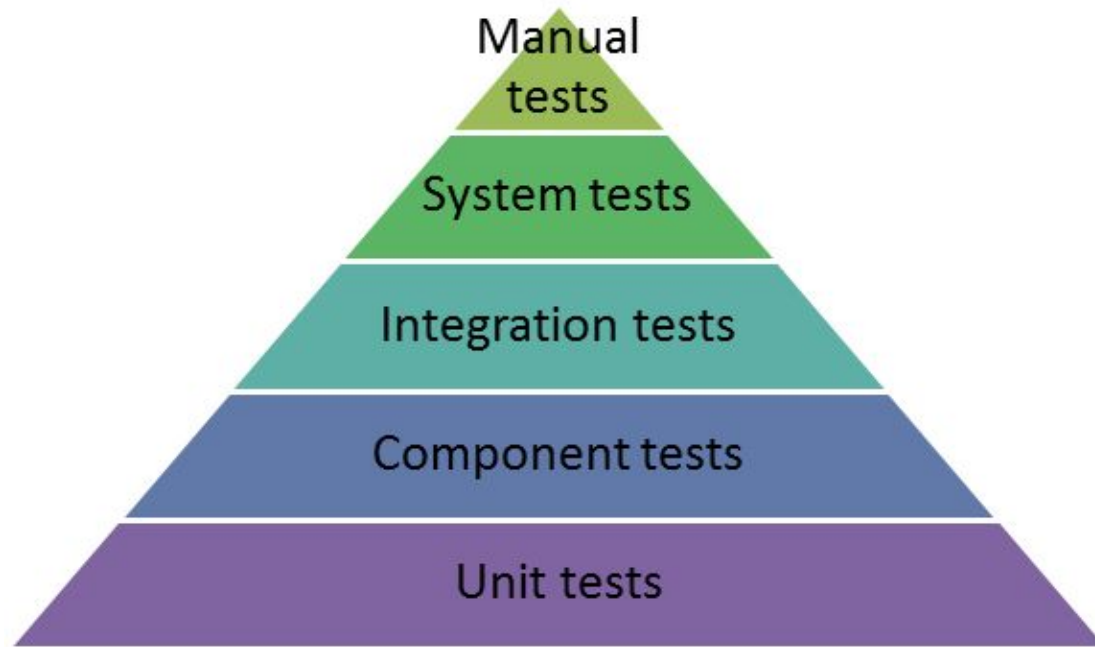 Manual
tests
System tests
Integration tests
Component tests
Unit tests